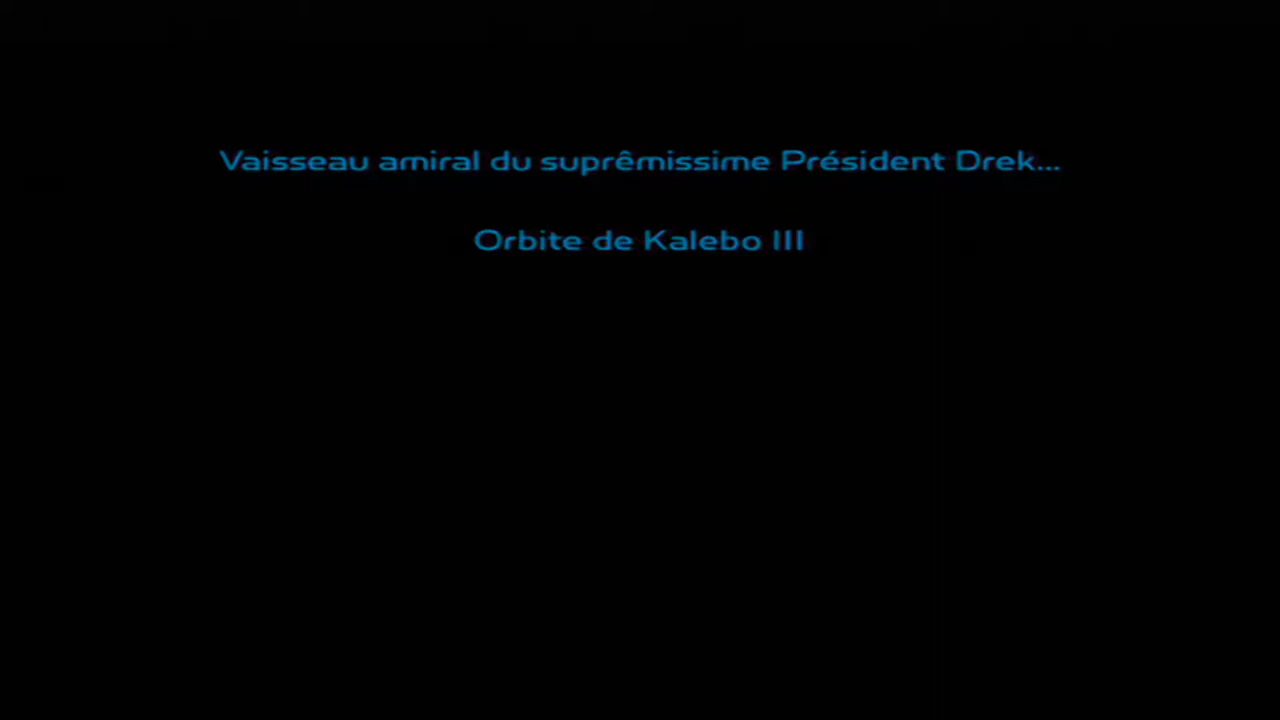 Vaisseau amiral du suprêmissime Président Drek...
Orbite de Kalebo III